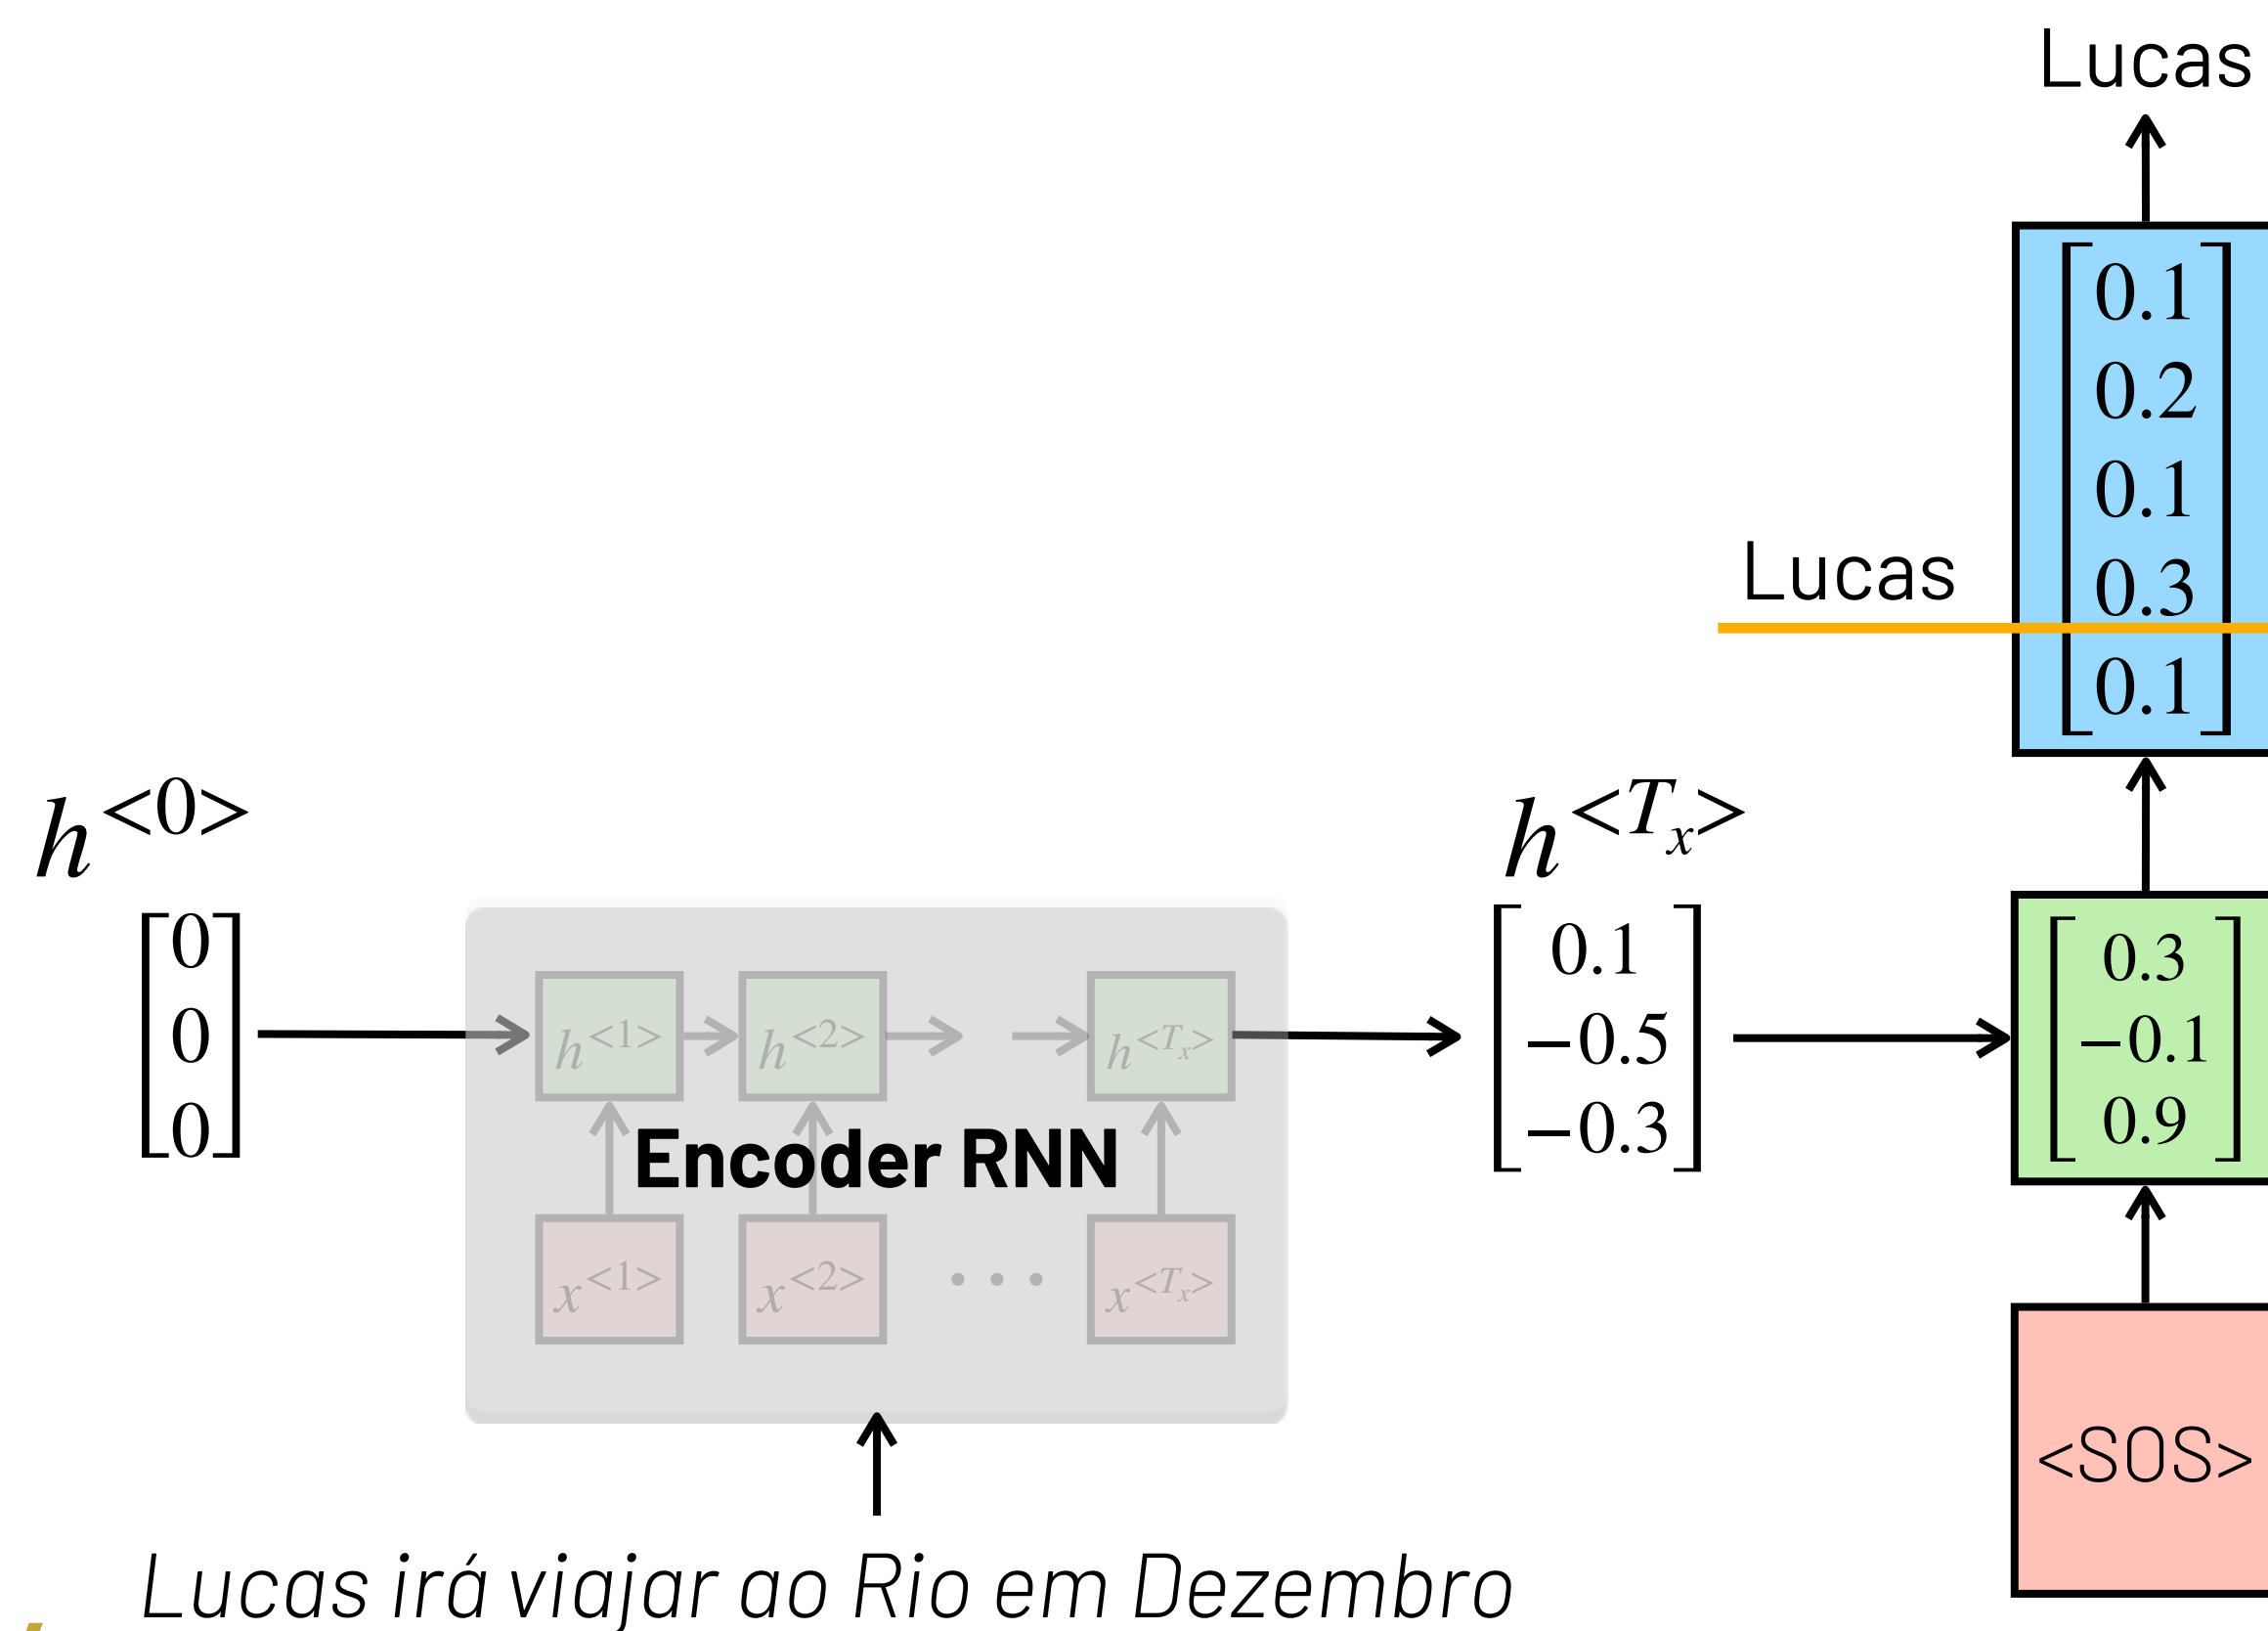 Lucas
0.1
0.2
0.1
0.3
0.1
Lucas
h<0>
0
0
0
h<Tx>
0.1
−0.5
−0.3
0.3
−0.1
0.9
h<1> h<2> h<Tx>
Encoder RNN
x<1> x<2> ... x<Tx>
<SOS>
Lucas irá viajar ao Rio em Dezembro